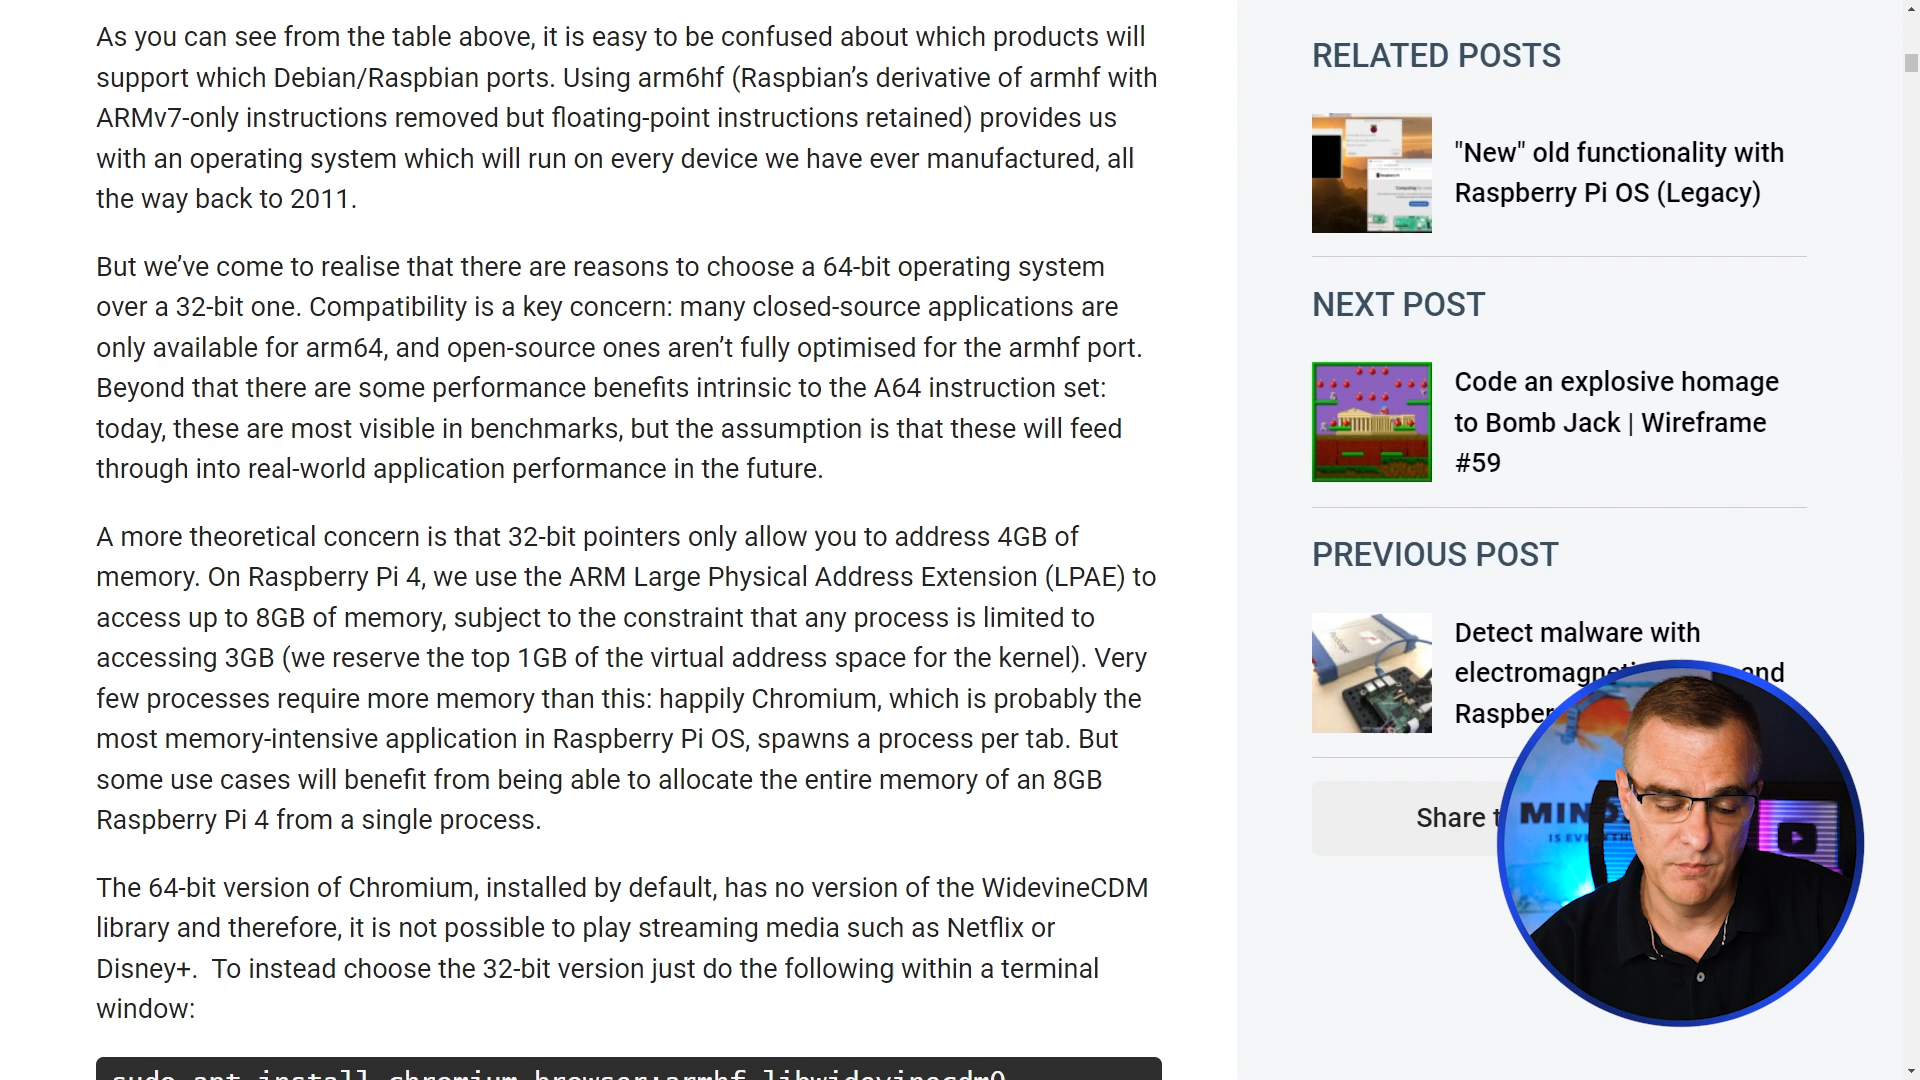 As you can see from the table above, it is easy to be confused about which products will
support which Debian/Raspbian ports. Using arm6hf (Raspbian’s derivative of armhf with
ARMv7-only instructions removed but floating-point instructions retained) provides us
with an operating system which will run on every device we have ever manufactured, all
the way back to 2011.
But we’ve come to realise that there are reasons to choose a 64-bit operating system
over a 32-bit one. Compatibility is a key concern: many closed-source applications are
only available for arm64, and open-source ones aren’t fully optimised for the armhf port.
Beyond that there are some performance benefits intrinsic to the A64 instruction set:
today, these are most visible in benchmarks, but the assumption is that these will feed
through into real-world application performance in the future.
A more theoretical concern is that 32-bit pointers only allow you to address 4GB of
memory. On Raspberry Pi 4, we use the ARM Large Physical Address Extension (LPAE) to
access up to 8GB of memory, subject to the constraint that any process is limited to
accessing 3GB (we reserve the top 1GB of the virtual address space for the kernel). Very
few processes require more memory than this: happily Chromium, which is probably the
most memory-intensive application in Raspberry Pi OS, spawns a process per tab. But
some use cases will benefit from being able to allocate the entire memory of an 8GB
Raspberry Pi 4 from a single process.
The 64-bit version of Chromium, installed by default, has no version of the WidevineCDM
library and therefore, it is not possible to play streaming media such as Netflix or
Disney+.  To instead choose the 32-bit version just do the following within a terminal
window:
sudo apt install chromium-browser:armhf libwidevinecdm0
RELATED POSTS
"New" old functionality with
Raspberry Pi OS (Legacy)
NEXT POST
Code an explosive homage
to Bomb Jack | Wireframe
#59
PREVIOUS POST
Detect malware with
Share
IS